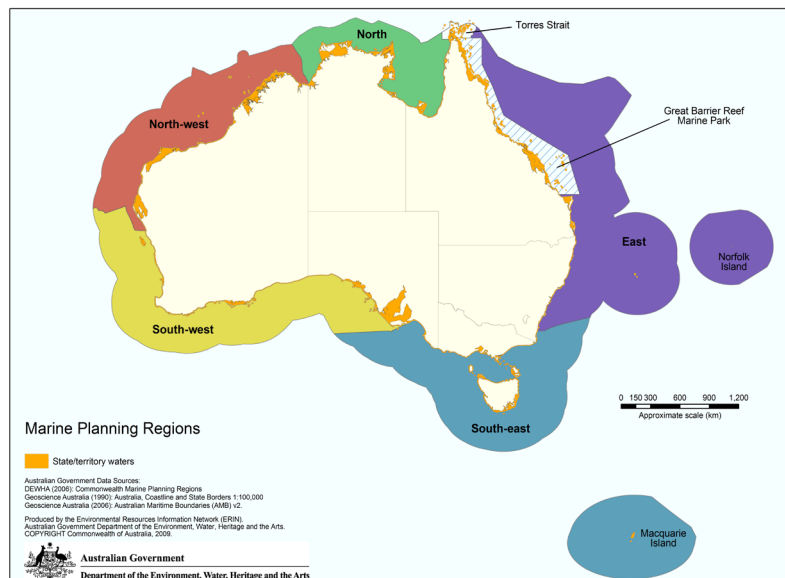 North
Torres Strait
Great Barrier Reef
Marine Park
North-west
East
Norfolk
Island
South-west
South-east
0 150 300 600 900 1,200
Approximate scale (km)
Macquarie
Island
Marine Planning Regions
State/territory waters
Australian Government Data Sources:
DEWHA (2006): Commonwealth Marine Planning Regions
Geoscience Australia (1990): Australia, Coastline and State Borders 1:100,000
Geoscience Australia (2006): Australian Maritime Boundaries (AMB) v2.
Produced by the Environmental Resources Information Network (ERIN).
Australian Government Department of the Environment, Water, Heritage and the Arts.
COPYRIGHT Commonwealth of Australia, 2009.
Australian Government
Department of the Environment, Water, Heritage and the Arts